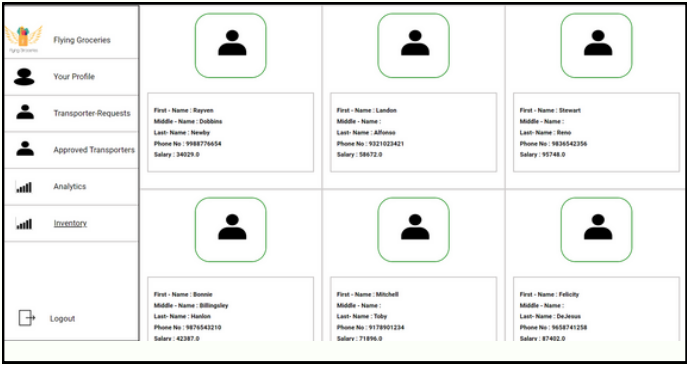 Flying Groceries
Flying Groceries
Your Profile
Transporter-Requests
Approved Transporters
Analytics
Inventory
Logout
First - Name : Rayven
Middle - Name : Dobbins
Last- Name : Newby
Phone No : 9988776654
Salary : 34029.0
First - Name : Landon
Middle - Name :
Last- Name : Alfonso
Phone No : 9321023421
Salary : 58672.0
First - Name : Stewart
Middle - Name :
Last- Name : Reno
Phone No : 9836542356
Salary : 95748.0
First - Name : Bonnie
Middle - Name : Billingsley
Last- Name : Hanlon
Phone No : 9876543210
Salary : 42387.0
First - Name : Mitchell
Middle - Name :
Last- Name : Toby
Phone No : 9178901234
Salary : 71896.0
First - Name : Felicity
Middle - Name :
Last- Name : DeJesus
Phone No : 9658741258
Salary : 87402.0